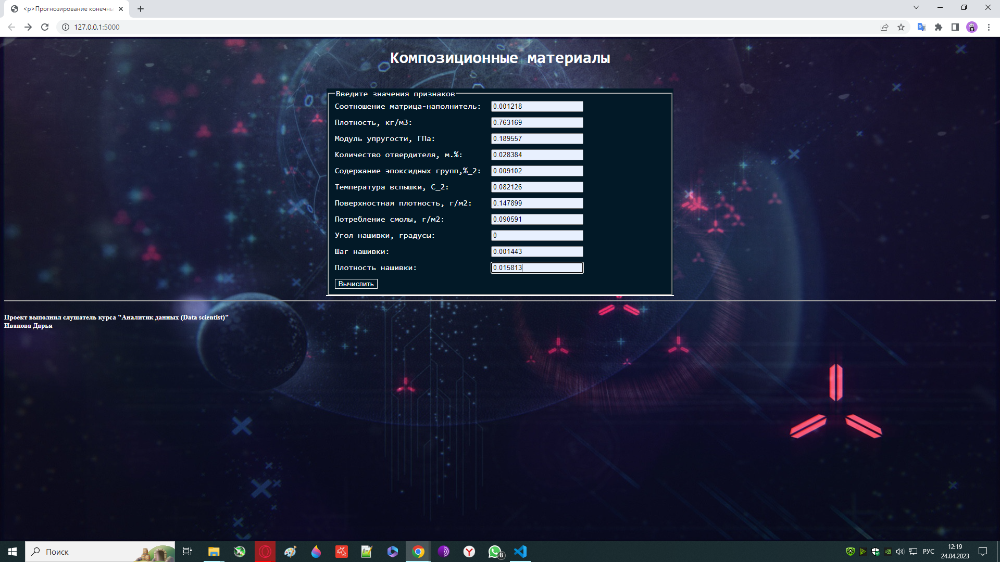 <p>Прогнозирование конечны
127.0.0.1:5000
Композиционные материалы
Введите значения признаков
Соотношение матрица-наполнитель: 0.001218
Плотность, кг/м3: 0.763169
Модуль упругости, ГПа: 0.189557
Количество отвердителя, м.%: 0.028384
Содержание эпоксидных групп,%_2: 0.009102
Температура вспышки, С_2: 0.082126
Поверхностная плотность, г/м2: 0.147899
Потребление смолы, г/м2: 0.090591
Угол нашивки, градусы: 0
Шаг нашивки: 0.001443
Плотность нашивки: 0.015813
Вычислить
Проект выполнил слушатель курса "Аналитик данных (Data scientist)"
Иванова Дарья
Поиск
8
РУС
12:19
24.04.2023